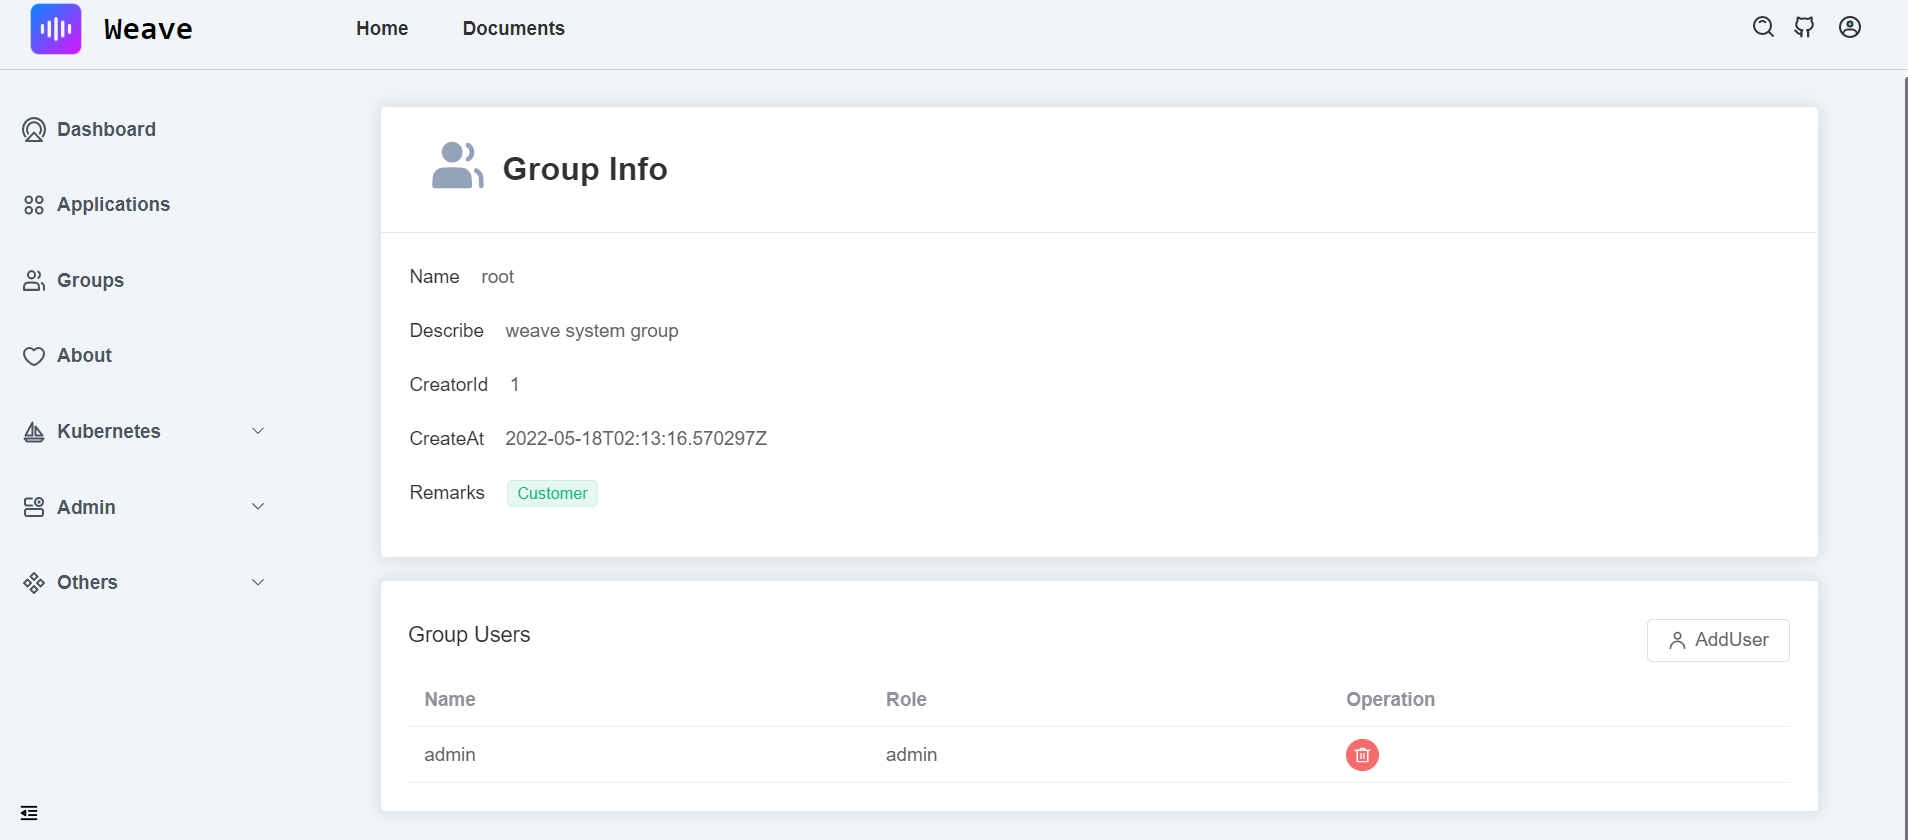 Weave
Home
Documents
Dashboard
Applications
Groups
About
Kubernetes
Admin
Others
Group Info
Name root
Describe weave system group
CreatorId 1
CreateAt 2022-05-18T02:13:16.570297Z
Remarks Customer
Group Users
AddUser
Name Role Operation
admin admin